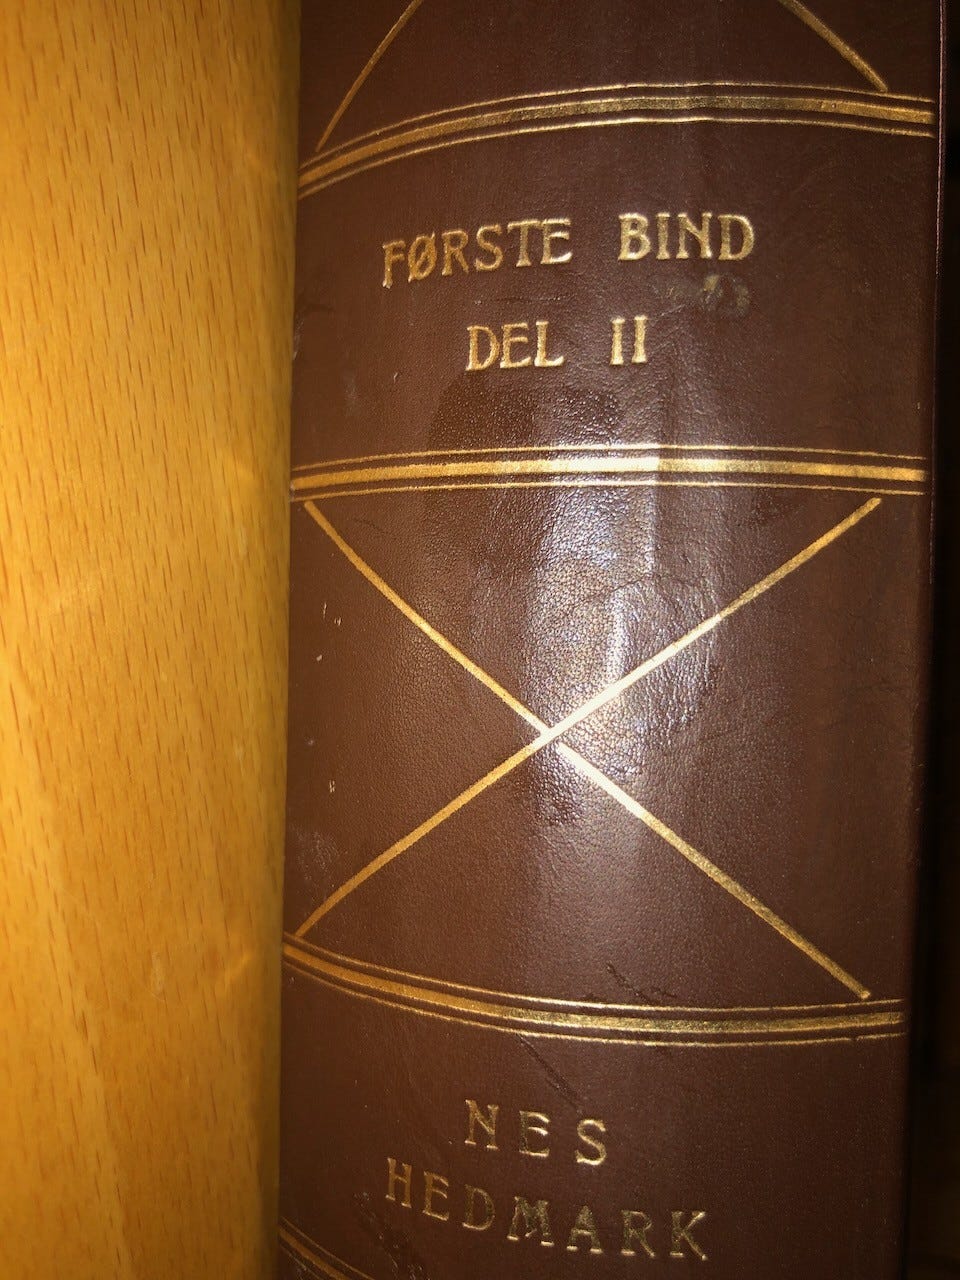 FØRSTE BIND
DEL II
NES
HEDMARK